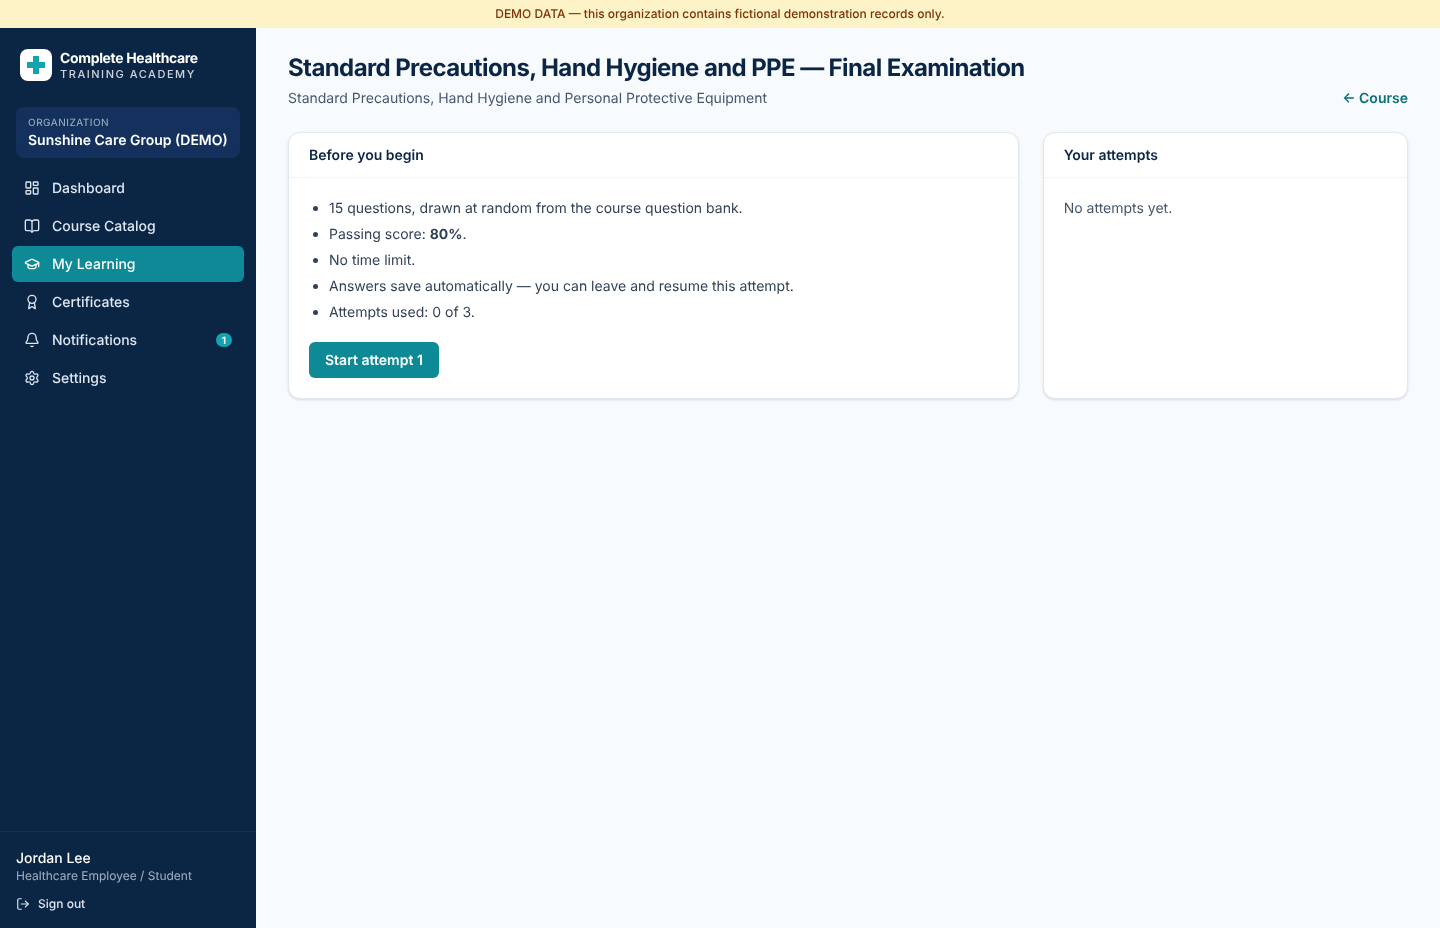 DEMO DATA — this organization contains fictional demonstration records only.
Complete Healthcare
TRAINING ACADEMY
ORGANIZATION
Sunshine Care Group (DEMO)
Dashboard
Course Catalog
My Learning
Certificates
Notifications 1
Settings
Jordan Lee
Healthcare Employee / Student
Sign out
Standard Precautions, Hand Hygiene and PPE — Final Examination
Standard Precautions, Hand Hygiene and Personal Protective Equipment
← Course
Before you begin
• 15 questions, drawn at random from the course question bank.
• Passing score: 80%.
• No time limit.
• Answers save automatically — you can leave and resume this attempt.
• Attempts used: 0 of 3.
Start attempt 1
Your attempts
No attempts yet.